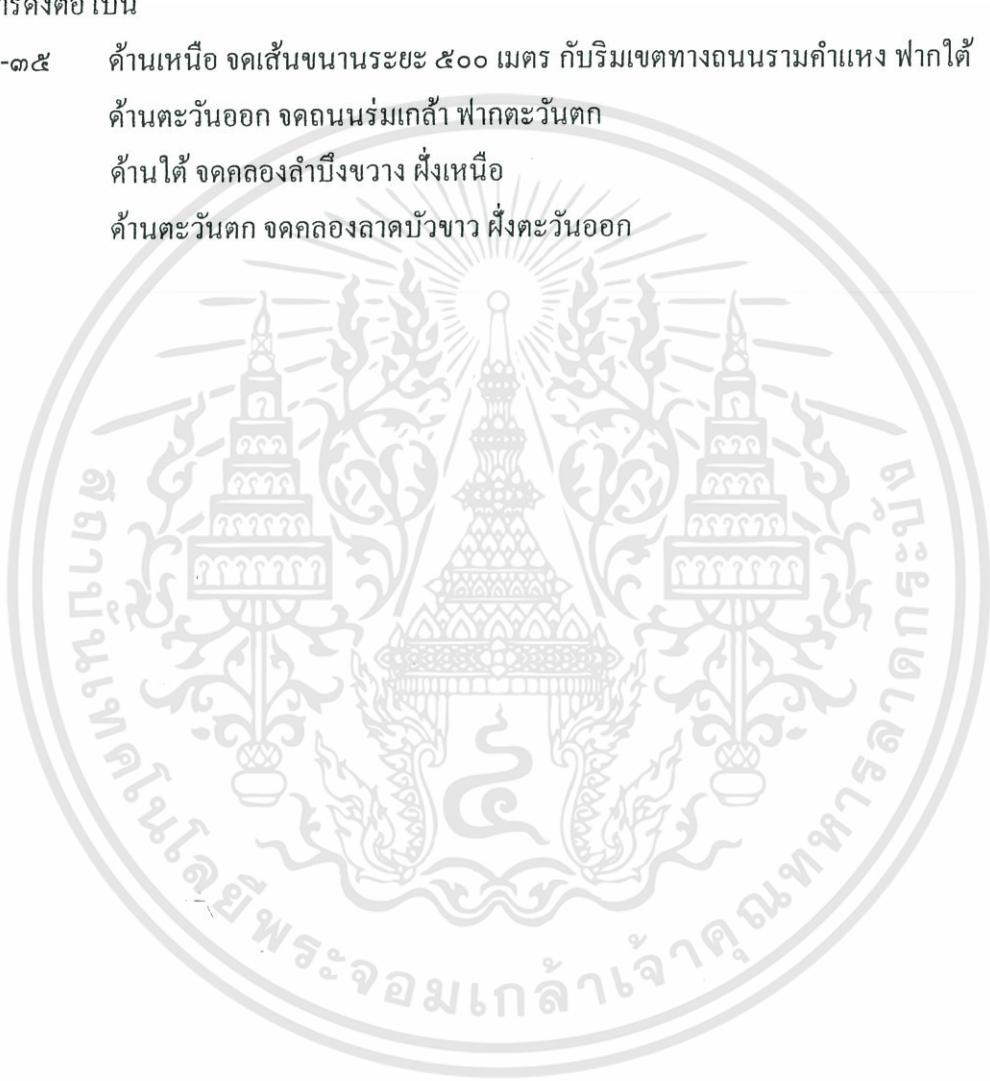 -๓๕ ด้านเหนือ จดเส้นขนานระยะ ๕๐๐ เมตร กับริมเขตทางถนนรามคำแหง ฟากใต้
ด้านตะวันออก จดถนนร่มเกล้า ฟากตะวันตก
ด้านใต้ จดคลองลำบึงขวาง ฝั่งเหนือ
ด้านตะวันตก จดคลองลาดบัวขาว ฝั่งตะวันออก
สถาบันเทคโนโลยีพระจอมเกล้าเจ้าคุณทหารลาดกระบัง